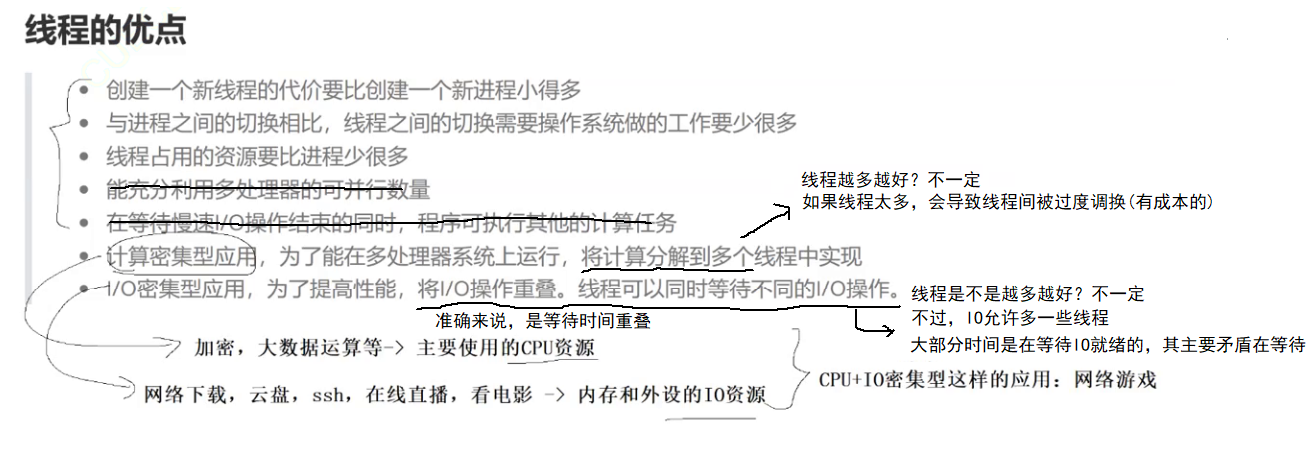 线程的优点
创建一个新线程的代价要比创建一个新进程小得多
与进程之间的切换相比，线程之间的切换需要操作系统做的工作要少很多
线程占用的资源要比进程少很多
能充分利用多处理器的可并行数量
在等待慢速I/O操作结束的同时，程序可执行其他的计算任务
计算密集型应用，为了能在多处理器系统上运行，将计算分解到多个线程中实现
I/O密集型应用，为了提高性能，将I/O操作重叠。线程可以同时等待不同的I/O操作。
线程越多越好？不一定
如果线程太多，会导致线程间被过度调换(有成本的)
线程是不是越多越好？不一定
不过，IO允许多一些线程
大部分时间是在等待IO就绪的，其主要矛盾在等待
准确来说，是等待时间重叠
加密，大数据运算等-> 主要使用的CPU资源
网络下载，云盘，ssh，在线直播，看电影 -> 内存和外设的IO资源
CPU+IO密集型这样的应用：网络游戏